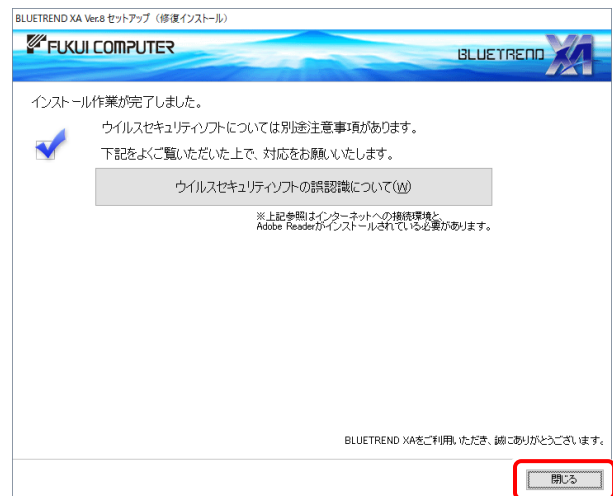 BLUETREND XA Ver.8 セットアップ（修復インストール）
FUKUI COMPUTER
BLUETREND XA
インストール作業が完了しました。
ウイルスセキュリティソフトについては別途注意事項があります。
下記をよくご覧いただいた上で、対応をお願いいたします。
ウイルスセキュリティソフトの誤認識について(W)
※上記参照はインターネットへの接続環境と、
Adobe Readerがインストールされている必要があります。
BLUETREND XAをご利用いただき、誠にありがとうございます。
閉じる